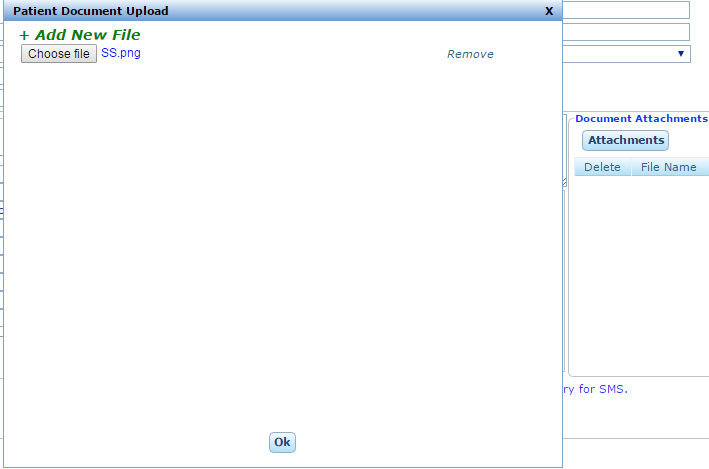 Patient Document Upload X
+ Add New File
Choose file SS.png Remove
Ok
Document Attachments
Attachments
Delete File Name
ry for SMS.